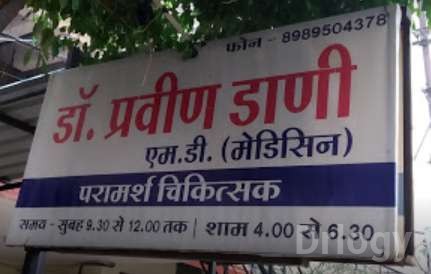 फोन - 8989504378
डॉ. प्रवीण डाणी
एम.डी. (मेडिसिन)
परामर्श चिकित्सक
समय - सुबह 9.30 से 12.00 तक | शाम 4.00 से 6.30
Drlogy